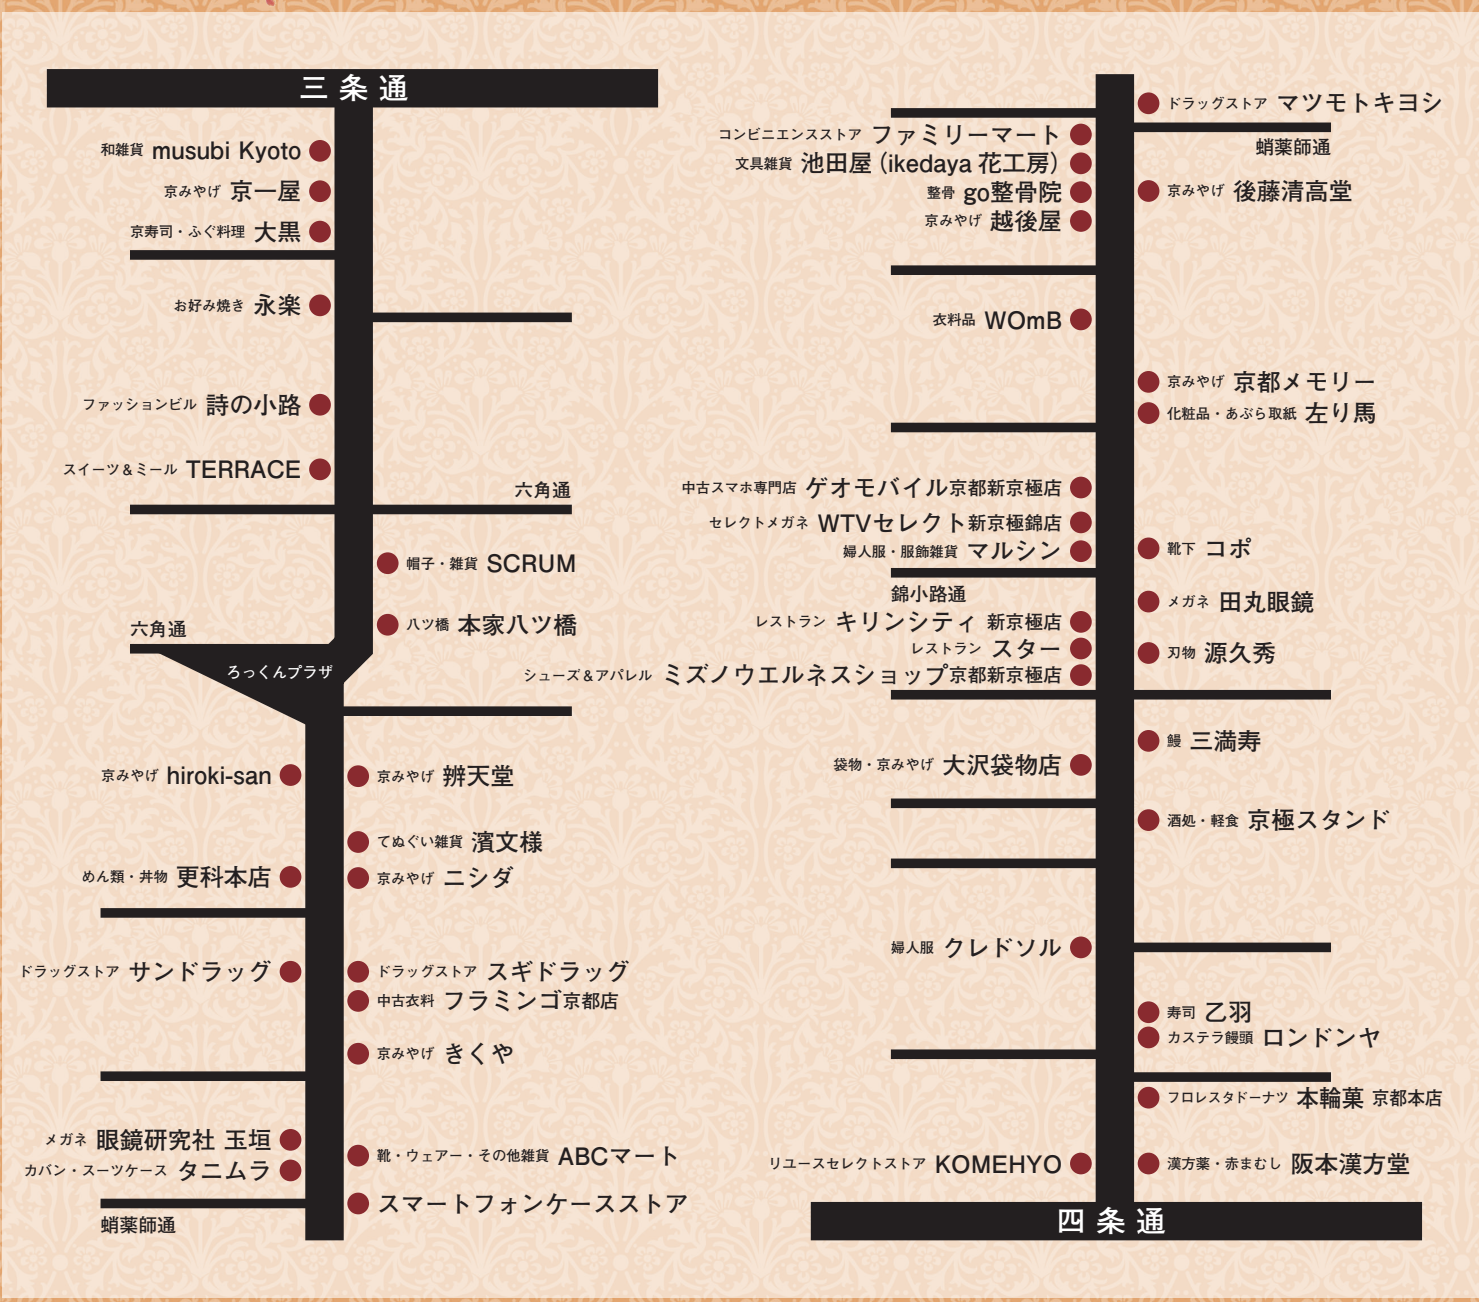 三条通
和雑貨 musubi Kyoto
京みやげ 京一屋
京寿司・ふぐ料理 大黒
お好み焼き 永楽
ファッションビル 詩の小路
スイーツ＆ミール TERRACE
六角通
帽子・雑貨 SCRUM
八ツ橋 本家八ツ橋
六角通
ろっくんプラザ
京みやげ hiroki-san
京みやげ 辨天堂
てぬぐい雑貨 濱文様
めん類・丼物 更科本店
京みやげ ニシダ
ドラッグストア サンドラッグ
ドラッグストア スギドラッグ
中古衣料 フラミンゴ京都店
京みやげ きくや
メガネ 眼鏡研究社 玉垣
カバン・スーツケース タニムラ
靴・ウェアー・その他雑貨 ABCマート
スマートフォンケースストア
蛸薬師通
ドラッグストア マツモトキヨシ
コンビニエンスストア ファミリーマート
蛸薬師通
文具雑貨 池田屋（ikedaya 花工房）
整骨 go整骨院
京みやげ 後藤清高堂
京みやげ 越後屋
衣料品 WOmB
京みやげ 京都メモリー
化粧品・あぶら取紙 左り馬
中古スマホ専門店 ゲオモバイル京都新京極店
セレクトメガネ WTVセレクト新京極錦店
婦人服・服飾雑貨 マルシン
靴下 コポ
錦小路通
メガネ 田丸眼鏡
レストラン キリンシティ 新京極店
レストラン スター
刃物 源久秀
シューズ＆アパレル ミズノウエルネスショップ京都新京極店
鰻 三満寿
袋物・京みやげ 大沢袋物店
酒処・軽食 京極スタンド
婦人服 クレドソル
寿司 乙羽
カステラ饅頭 ロンドンヤ
フロレスタドーナツ 本輪菓 京都本店
リユースセレクトストア KOMEHYO
漢方薬・赤まむし 阪本漢方堂
四条通